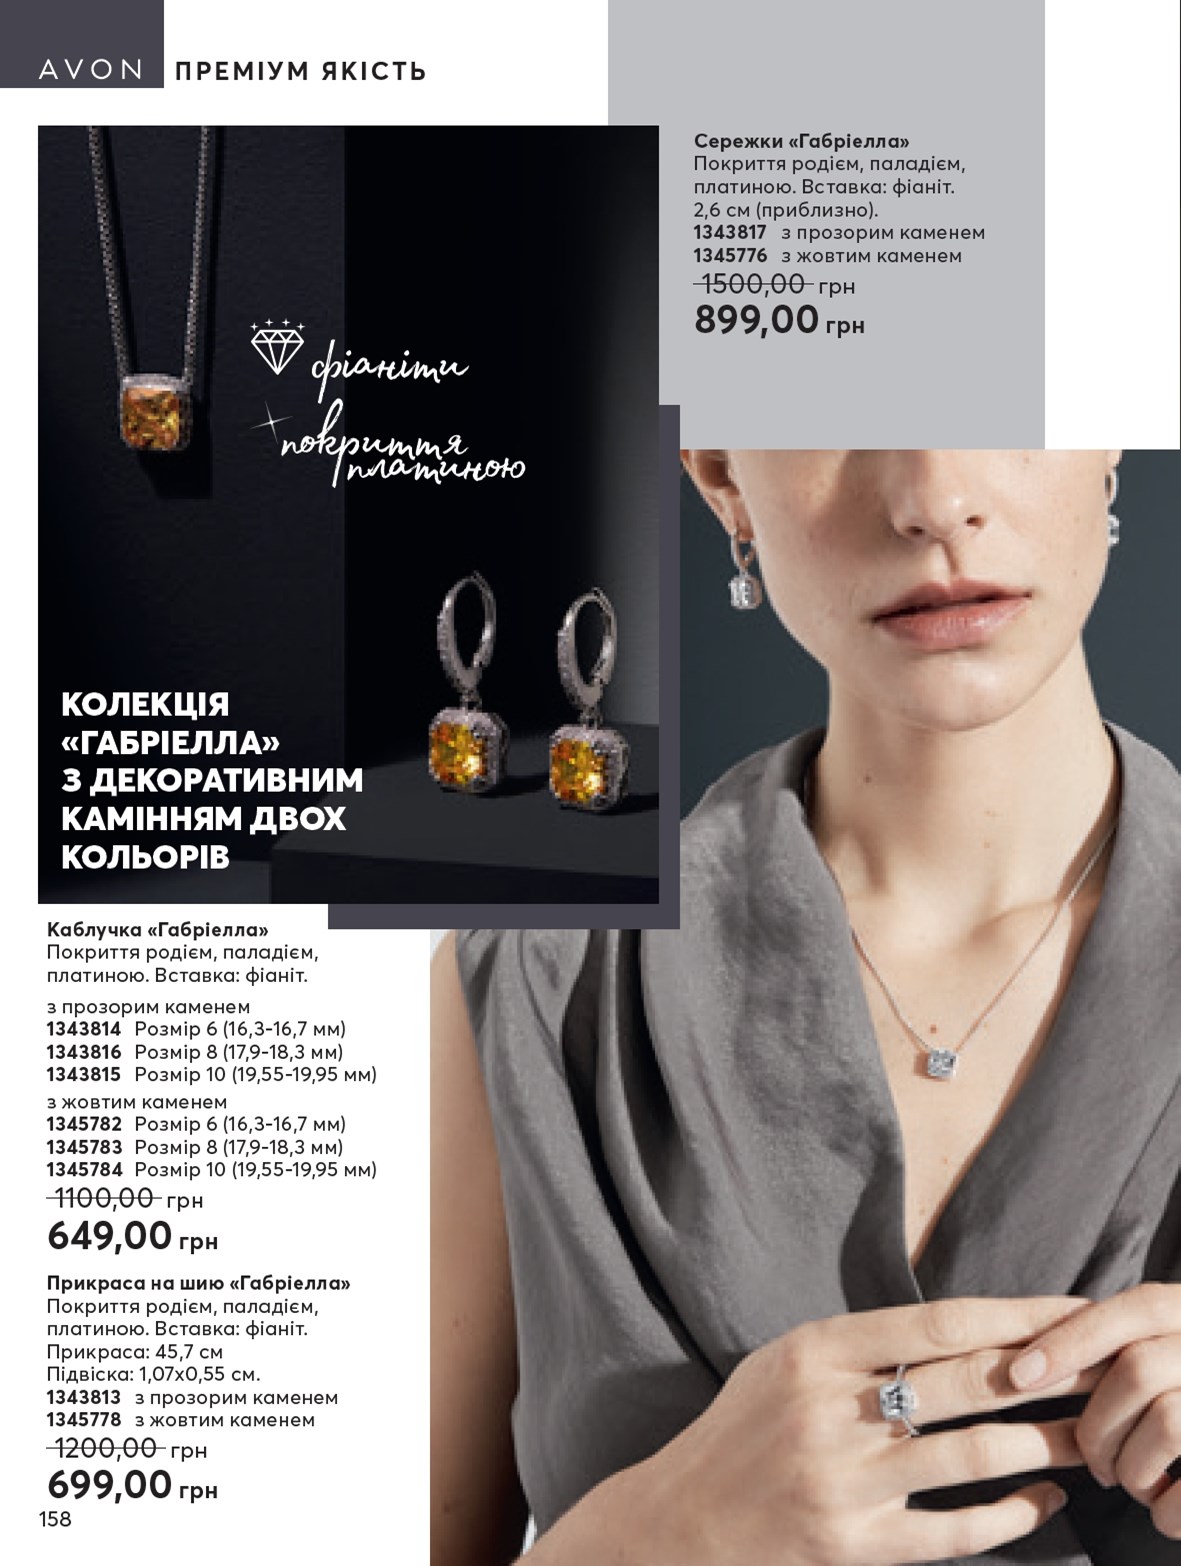 AVON ПРЕМІУМ ЯКІСТЬ
Сережки «Габріелла»
Покриття родієм, паладієм,
платиною. Вставка: фіаніт.
2,6 см (приблизно).
1343817 з прозорим каменем
1345776 з жовтим каменем
1500,00 грн
899,00 грн
фіаніти
покриття
платиною
КОЛЕКЦІЯ
«ГАБРІЕЛЛА»
З ДЕКОРАТИВНИМ
КАМІННЯМ ДВОХ
КОЛЬОРІВ
Каблучка «Габріелла»
Покриття родієм, паладієм,
платиною. Вставка: фіаніт.
з прозорим каменем
1343814 Розмір 6 (16,3-16,7 мм)
1343816 Розмір 8 (17,9-18,3 мм)
1343815 Розмір 10 (19,55-19,95 мм)
з жовтим каменем
1345782 Розмір 6 (16,3-16,7 мм)
1345783 Розмір 8 (17,9-18,3 мм)
1345784 Розмір 10 (19,55-19,95 мм)
1100,00 грн
649,00 грн
Прикраса на шию «Габріелла»
Покриття родієм, паладієм,
платиною. Вставка: фіаніт.
Прикраса: 45,7 см
Підвіска: 1,07х0,55 см.
1343813 з прозорим каменем
1345778 з жовтим каменем
1200,00 грн
699,00 грн
158